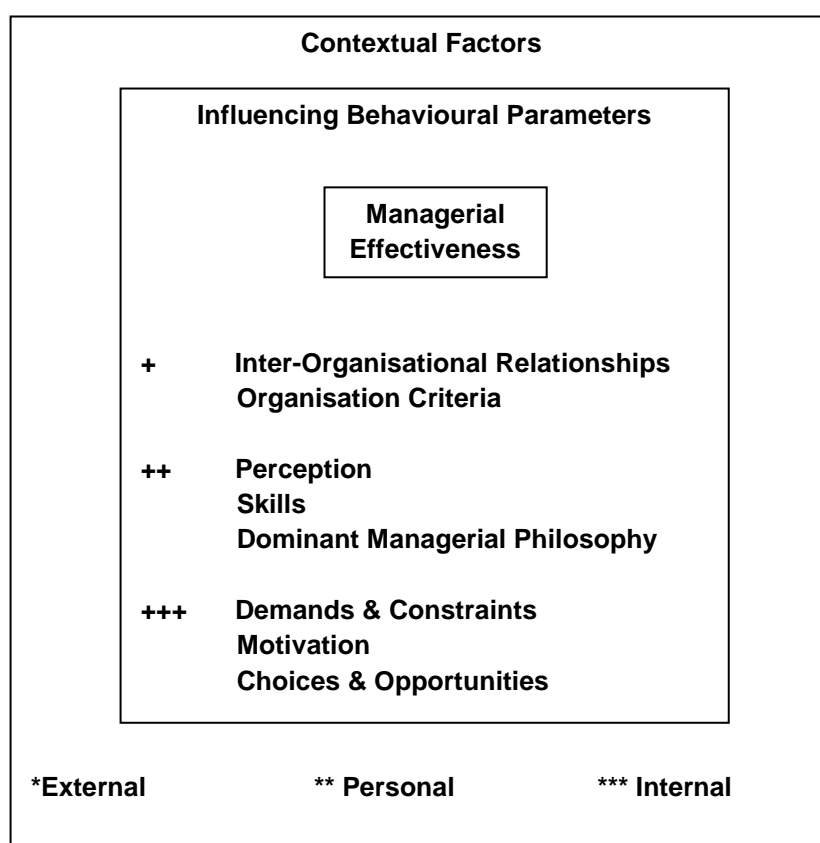 Contextual Factors
Influencing Behavioural Parameters
Managerial
Effectiveness
+ Inter-Organisational Relationships
Organisation Criteria
++ Perception
Skills
Dominant Managerial Philosophy
+++ Demands & Constraints
Motivation
Choices & Opportunities
*External ** Personal *** Internal